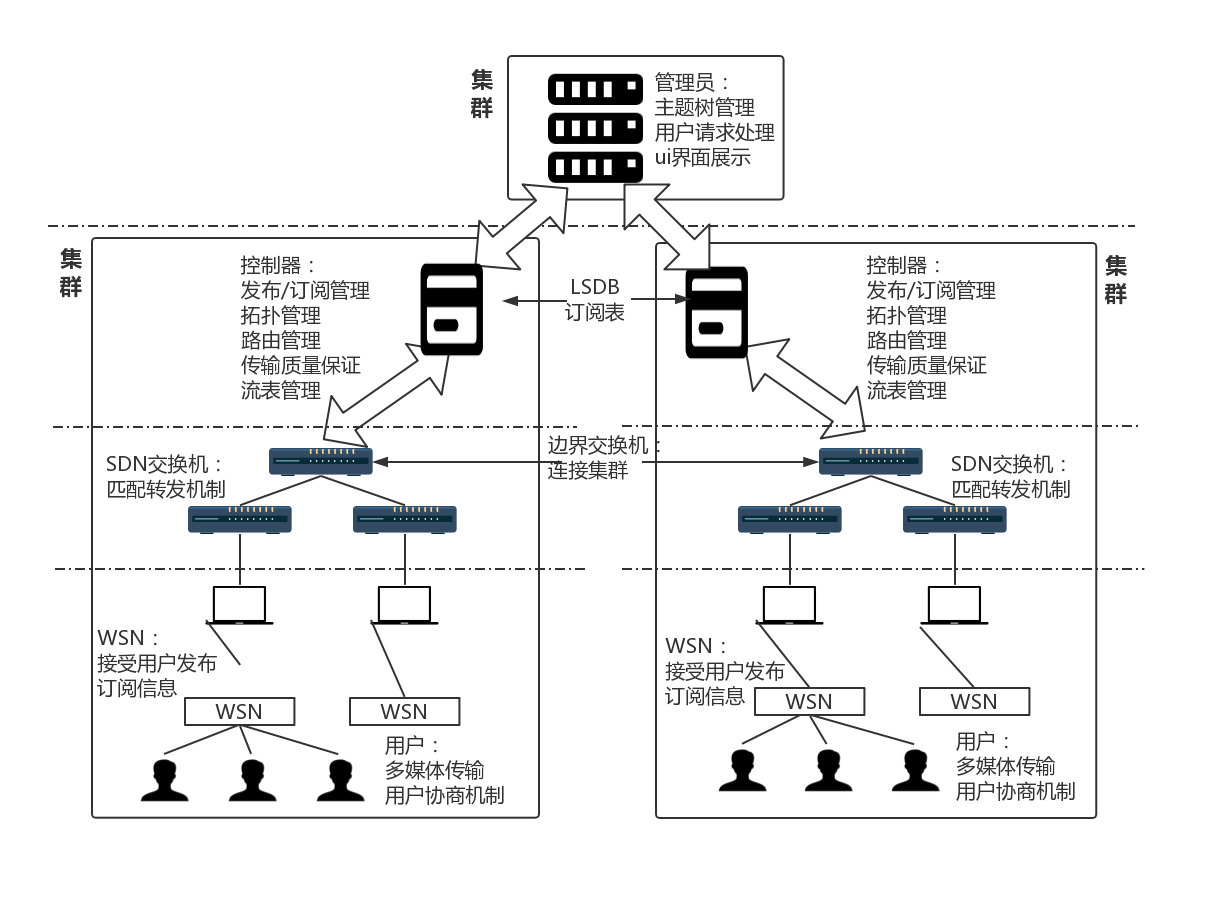 集
群
管理员：
主题树管理
用户请求处理
ui界面展示
集
群
控制器：
发布/订阅管理
拓扑管理
路由管理
传输质量保证
流表管理
LSDB
订阅表
控制器：
发布/订阅管理
拓扑管理
路由管理
传输质量保证
流表管理
集
群
SDN交换机：
匹配转发机制
边界交换机：
连接集群
SDN交换机：
匹配转发机制
WSN：
接受用户发布
订阅信息
WSN
WSN
用户：
多媒体传输
用户协商机制
WSN：
接受用户发布
订阅信息
WSN
WSN
用户：
多媒体传输
用户协商机制